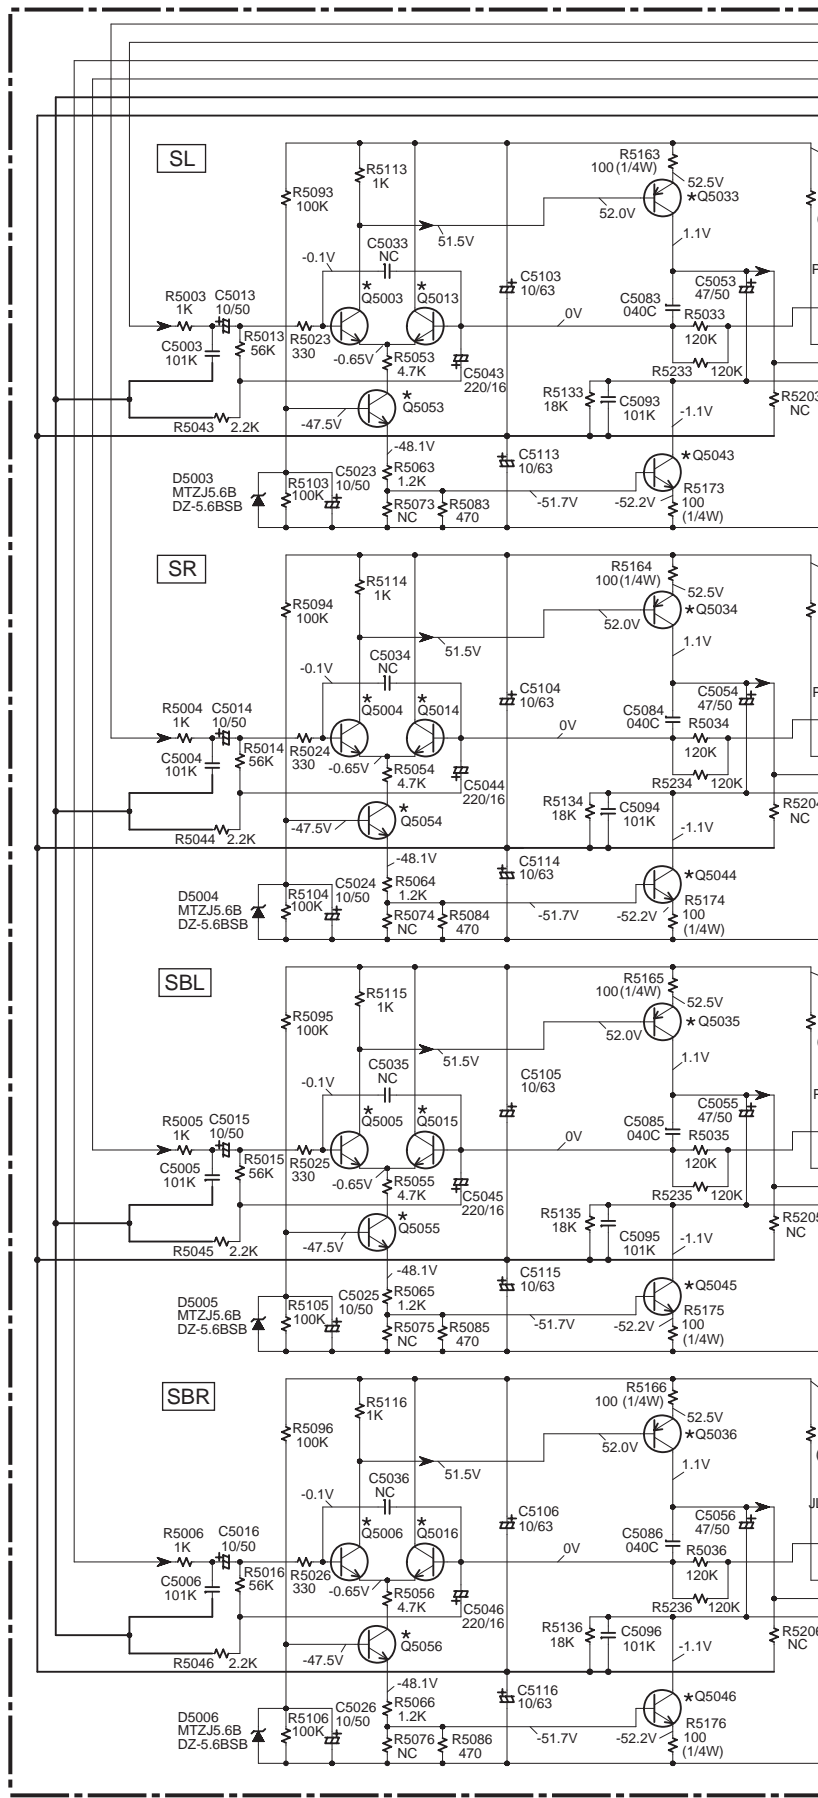 SL
R5113
1K
R5093
100K
R5163
100 (1/4W)
52.5V
*Q5033
52.0V
51.5V
1.1V
-0.1V
C5033
NC
C5103
10/63
C5053
47/50
R5003
1K
C5013
10/50
* Q5003
* Q5013
0V
C5083
040C
R5033
120K
C5003
101K
R5013
56K
R5023
330
-0.65V
R5053
4.7K
C5043
220/16
R5233
120K
R5133
18K
C5093
101K
R5203
NC
R5043
2.2K
-47.5V
* Q5053
-1.1V
-48.1V
C5113
10/63
*Q5043
D5003
MTZJ5.6B
DZ-5.6BSB
R5103
100K
C5023
10/50
R5063
1.2K
R5073
NC
R5083
470
-51.7V
-52.2V
R5173
100
(1/4W)
SR
R5114
1K
R5094
100K
R5164
100(1/4W)
52.5V
*Q5034
52.0V
51.5V
1.1V
-0.1V
C5034
NC
C5104
10/63
C5054
47/50
R5004
1K
C5014
10/50
* Q5004
* Q5014
0V
C5084
040C
R5034
120K
C5004
101K
R5014
56K
R5024
330
-0.65V
R5054
4.7K
C5044
220/16
R5234
120K
R5134
18K
C5094
101K
R5204
NC
R5044
2.2K
-47.5V
* Q5054
-1.1V
-48.1V
C5114
10/63
*Q5044
D5004
MTZJ5.6B
DZ-5.6BSB
R5104
100K
C5024
10/50
R5064
1.2K
R5074
NC
R5084
470
-51.7V
-52.2V
R5174
100
(1/4W)
SBL
R5115
1K
R5095
100K
R5165
100(1/4W)
52.5V
*Q5035
52.0V
51.5V
1.1V
-0.1V
C5035
NC
C5105
10/63
C5055
47/50
R5005
1K
C5015
10/50
* Q5005
* Q5015
0V
C5085
040C
R5035
120K
C5005
101K
R5015
56K
R5025
330
-0.65V
R5055
4.7K
C5045
220/16
R5235
120K
R5135
18K
C5095
101K
R5205
NC
R5045
2.2K
-47.5V
* Q5055
-1.1V
-48.1V
C5115
10/63
*Q5045
D5005
MTZJ5.6B
DZ-5.6BSB
R5105
100K
C5025
10/50
R5065
1.2K
R5075
NC
R5085
470
-51.7V
-52.2V
R5175
100
(1/4W)
SBR
R5116
1K
R5096
100K
R5166
100 (1/4W)
52.5V
*Q5036
52.0V
51.5V
1.1V
-0.1V
C5036
NC
C5106
10/63
C5056
47/50
R5006
1K
C5016
10/50
* Q5006
* Q5016
0V
C5086
040C
R5036
120K
C5006
101K
R5016
56K
R5026
330
-0.65V
R5056
4.7K
C5046
220/16
R5236
120K
R5136
18K
C5096
101K
R5206
NC
R5046
2.2K
-47.5V
* Q5056
-1.1V
-48.1V
C5116
10/63
*Q5046
D5006
MTZJ5.6B
DZ-5.6BSB
R5106
100K
C5026
10/50
R5066
1.2K
R5076
NC
R5086
470
-51.7V
-52.2V
R5176
100
(1/4W)